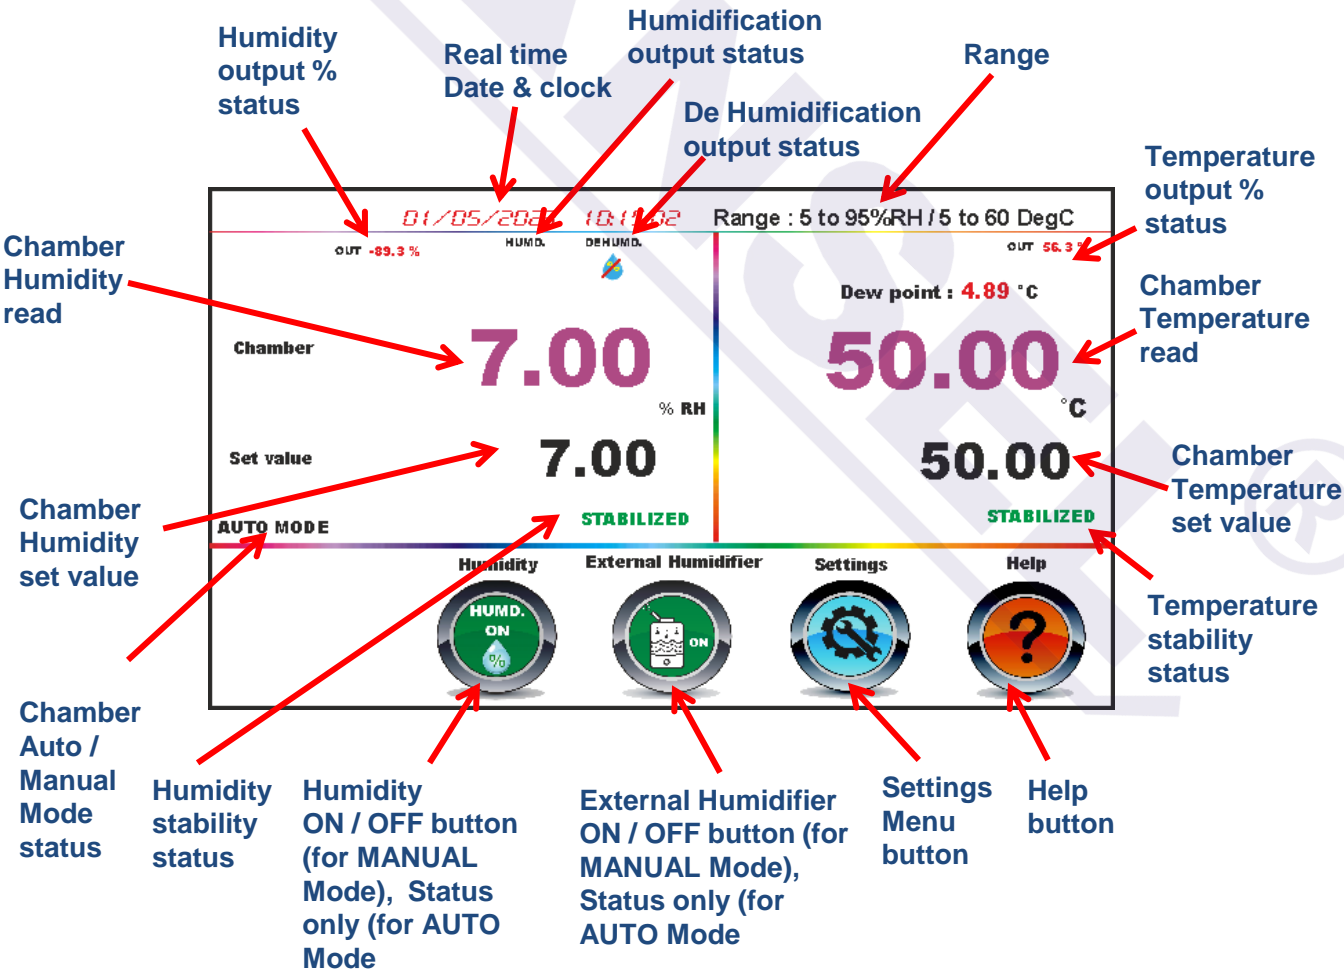 Humidity
output %
status
Real time
Date & clock
Humidification
output status
De Humidification
output status
Range
Temperature
output %
status
Chamber
Humidity
read
Chamber
Temperature
read
Chamber
Temperature
set value
Chamber
Humidity
set value
Temperature
stability
status
Range : 5 to 95%RH / 5 to 60 DegC
OUT -89.3 %
HUMD.
DEHUMD.
OUT 56.3
Dew point : 4.89 °C
Chamber
7.00
% RH
50.00
°C
Set value
7.00
50.00
AUTO MODE
STABILIZED
STABILIZED
Humidity
External Humidifier
Settings
Help
HUMD.
ON
%
ON
?
Chamber
Auto /
Manual
Mode
status
Humidity
stability
status
Humidity
ON / OFF button
(for MANUAL
Mode), Status
only (for AUTO
Mode
External Humidifier
ON / OFF button (for
MANUAL Mode),
Status only (for
AUTO Mode
Settings
Menu
button
Help
button
®